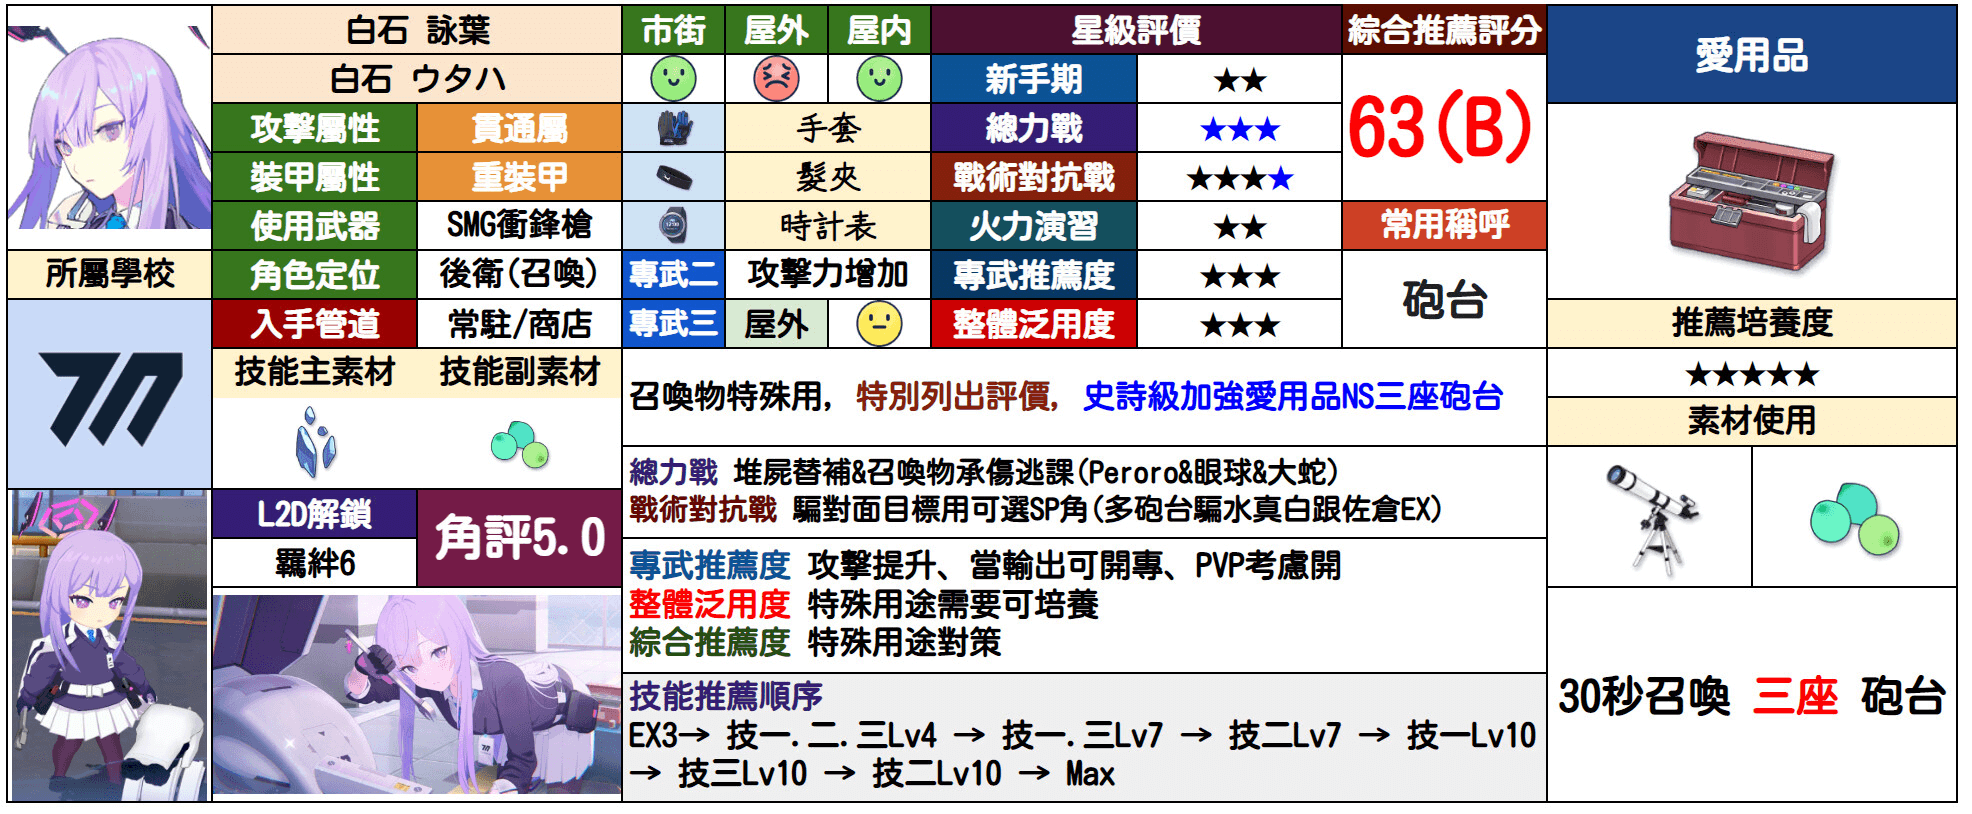 白石 詠葉
白石 ウタハ
攻擊屬性 貫通屬
裝甲屬性 重裝甲
使用武器 SMG衝鋒槍
角色定位 後衛(召喚)
入手管道 常駐/商店
所屬學校
技能主素材 技能副素材
L2D解鎖
羈絆6
角評5.0
市街 屋外 屋內
手套
髮夾
時計表
專武二 攻擊力增加
專武三 屋外
星級評價
新手期 ★★
總力戰 ★★★
戰術對抗戰 ★★★★
火力演習 ★★
專武推薦度 ★★★
整體泛用度 ★★★
綜合推薦評分
63(B)
常用稱呼
砲台
召喚物特殊用, 特別列出評價, 史詩級加強愛用品NS三座砲台
總力戰 堆屍替補&召喚物承傷逃課(Peroro&眼球&大蛇)
戰術對抗戰 騙對面目標用可選SP角(多砲台騙水真白跟佐倉EX)
專武推薦度 攻擊提升、當輸出可開專、PVP考慮開
整體泛用度 特殊用途需要可培養
綜合推薦度 特殊用途對策
技能推薦順序
EX3→ 技一.二.三Lv4 → 技一.三Lv7 → 技二Lv7 → 技一Lv10
→ 技三Lv10 → 技二Lv10 → Max
愛用品
推薦培養度
★★★★★
素材使用
30秒召喚 三座 砲台